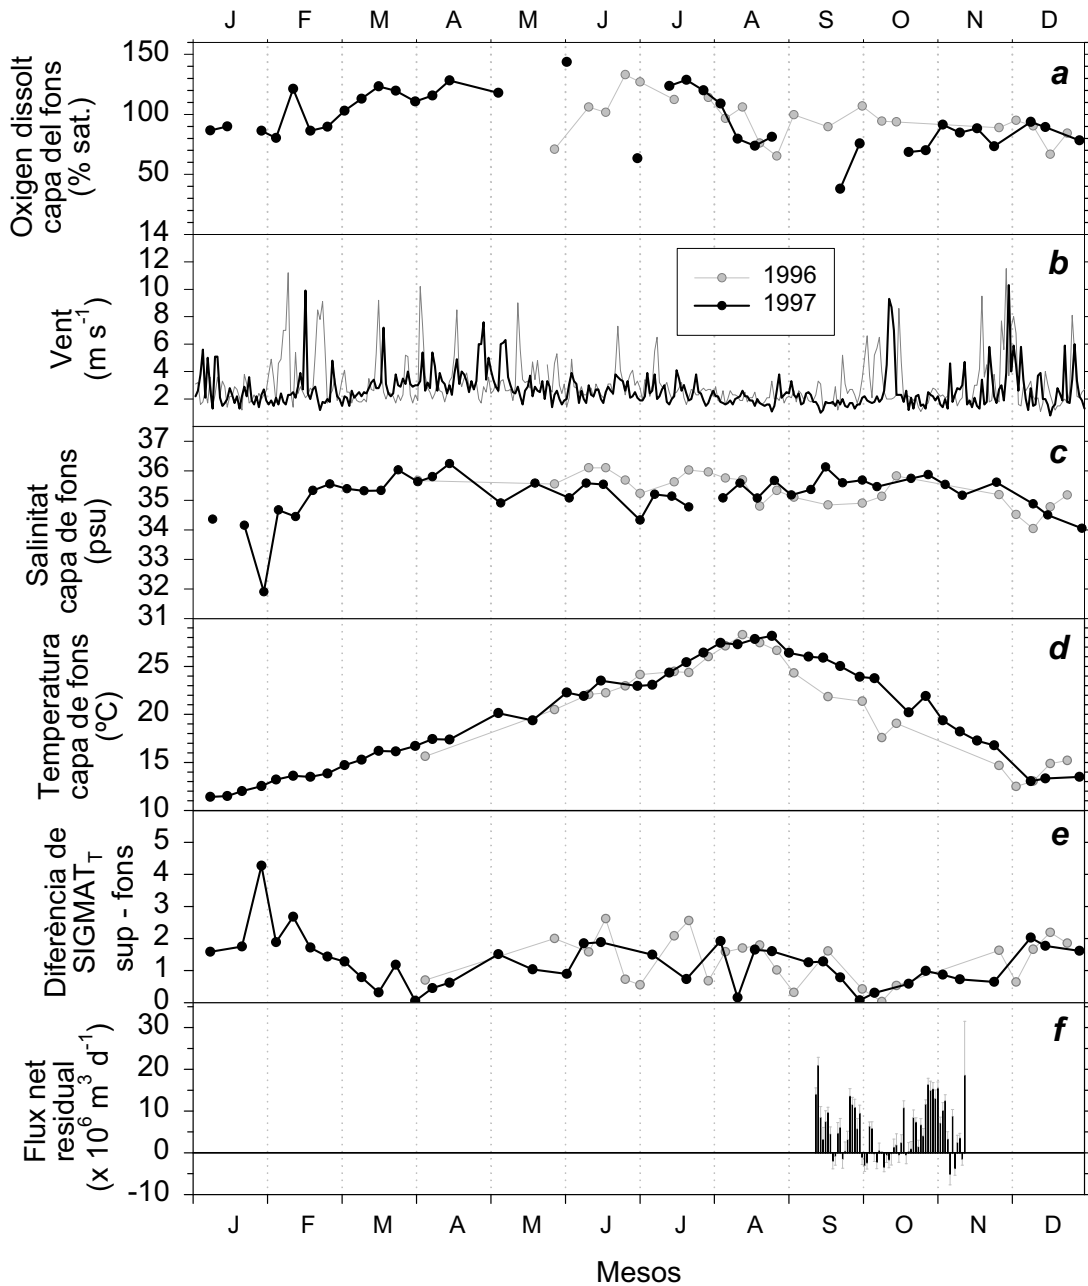 J F M A M J J A S O N D
Oxigen dissolt
capa del fons
(% sat.)
150
100
50
a
Vent
(m s-1)
14
12
10
8
6
4
2
b
1996
1997
Salinitat
capa de fons
(psu)
37
36
35
34
33
32
31
c
Temperatura
capa de fons
(ºC)
25
20
15
10
d
Diferència de
SIGMAT T
sup - fons
5
4
3
2
1
0
e
Flux net
residual
(x 10 6 m 3 d -1)
30
20
10
0
-10
f
J F M A M J J A S O N D
Mesos